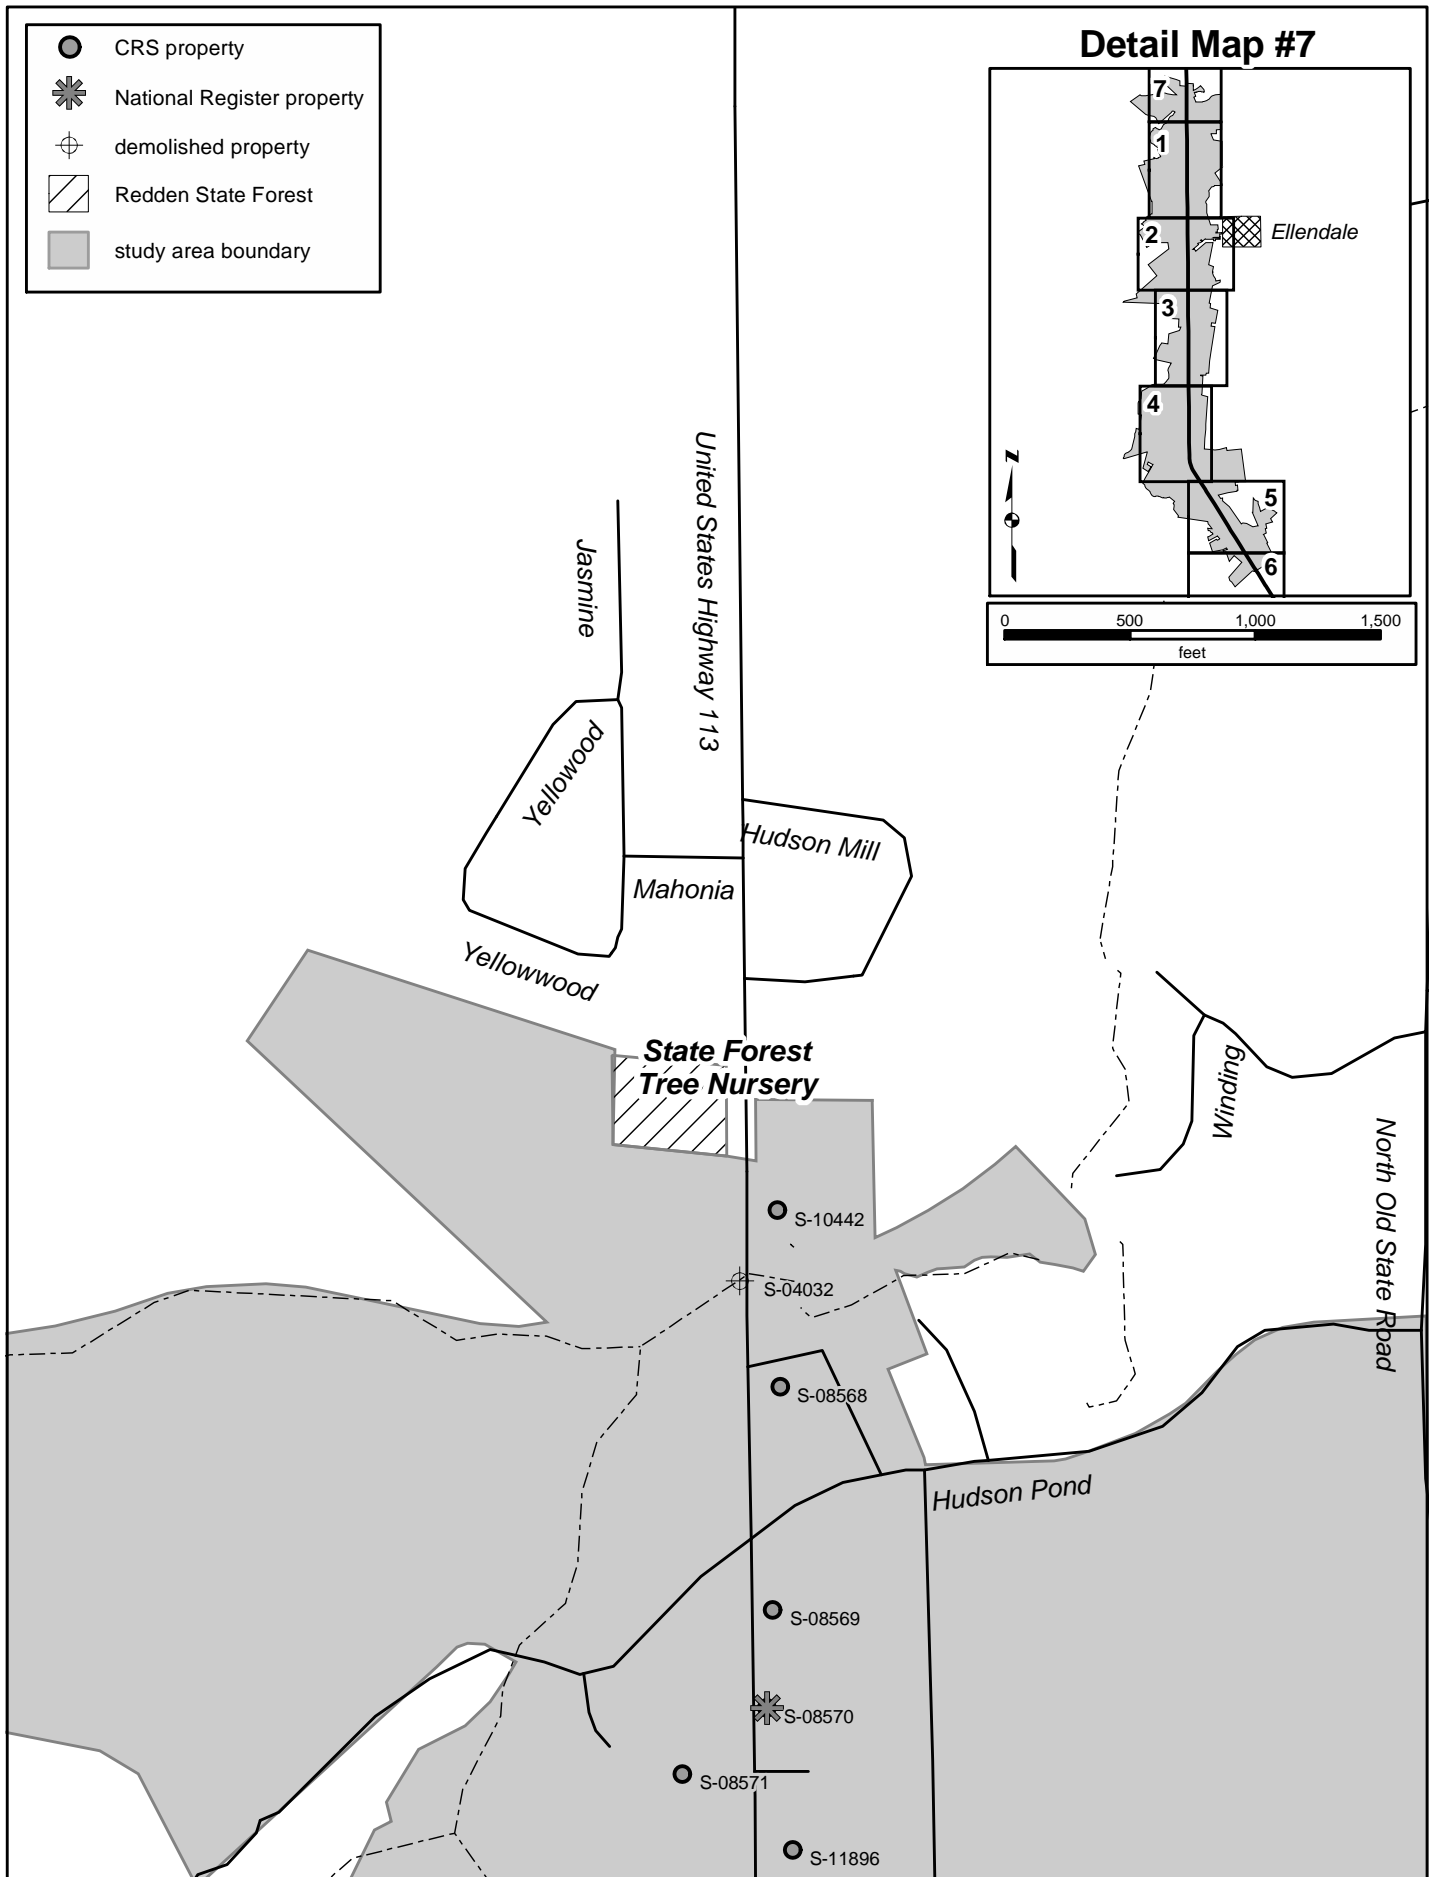 CRS property
National Register property
demolished property
Redden State Forest
study area boundary
Detail Map #7
7
1
2
Ellendale
3
4
5
6
N
0 500 1,000 1,500
feet
United States Highway 113
Jasmine
Yellowood
Hudson Mill
Mahonia
Yellowwood
State Forest
Tree Nursery
Winding
North Old State Road
S-10442
S-04032
S-08568
Hudson Pond
S-08569
S-08570
S-08571
S-11896